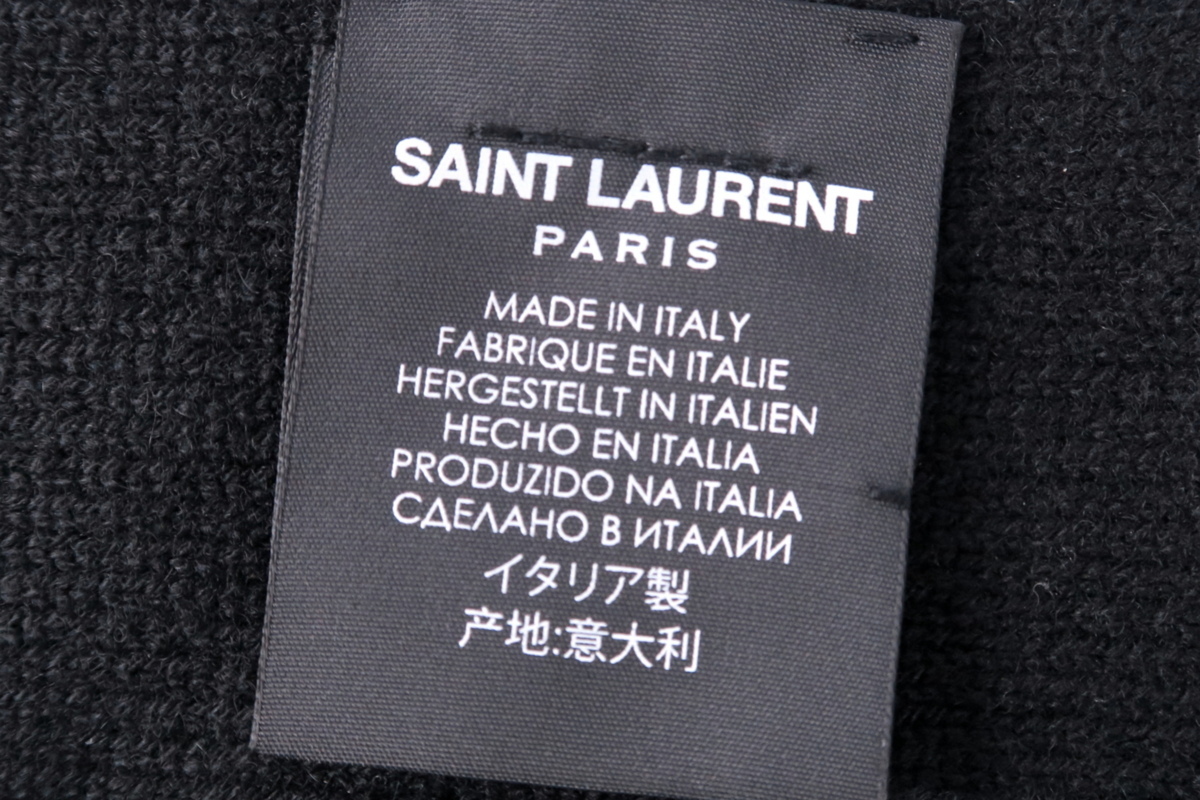 SAINT LAURENT
PARIS
MADE IN ITALY
FABRIQUE EN ITALIE
HERGESTELLT IN ITALIEN
HECHO EN ITALIA
PRODUZIDO NA ITALIA
СДЕЛАНО В ИТАЛИИ
イタリア製
产地:意大利